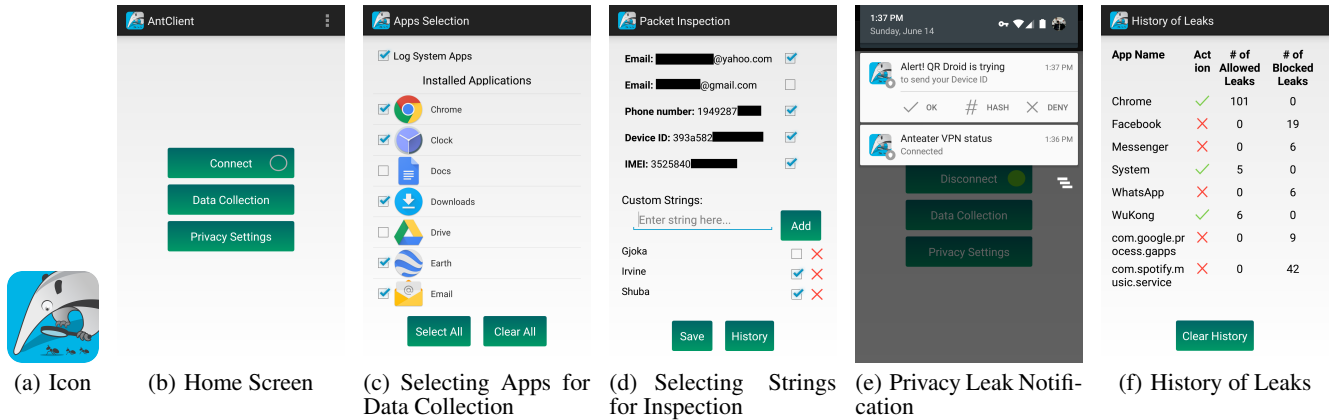 AntClient
Connect
Data Collection
Privacy Settings
Apps Selection
Log System Apps
Installed Applications
Chrome
Clock
Docs
Downloads
Drive
Earth
Email
Select All Clear All
Packet Inspection
Email: @yahoo.com
Email: @gmail.com
Phone number: 1949287
Device ID: 393a582
IMEI: 3525840
Custom Strings:
Enter string here...
Add
Gjoka
Irvine
Shuba
Save History
1:37 PM
Sunday, June 14
Alert! QR Droid is trying 1:37 PM
to send your Device ID
OK # HASH DENY
Anteater VPN status 1:36 PM
Connected
Disconnect
Data Collection
Privacy Settings
History of Leaks
App Name Act # of # of
ion Allowed Blocked
Leaks Leaks
Chrome 101 0
Facebook 0 19
Messenger 0 6
System 5 0
WhatsApp 0 6
WuKong 6 0
com.google.pr 0 9
ocess.gapps
com.spotify.m 0 42
usic.service
Clear History
(a) Icon
(b) Home Screen
(c) Selecting Apps for
Data Collection
(d) Selecting Strings
for Inspection
(e) Privacy Leak Notifi-
cation
(f) History of Leaks